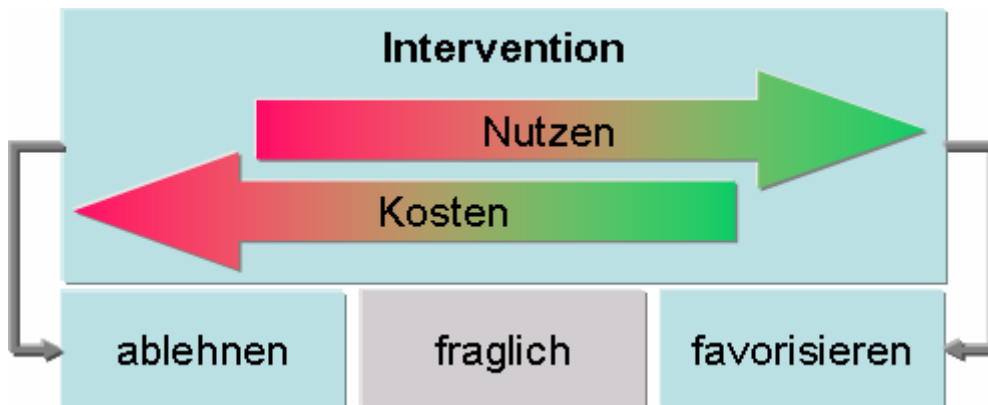 Intervention
Nutzen
Kosten
ablehnen
fraglich
favorisieren